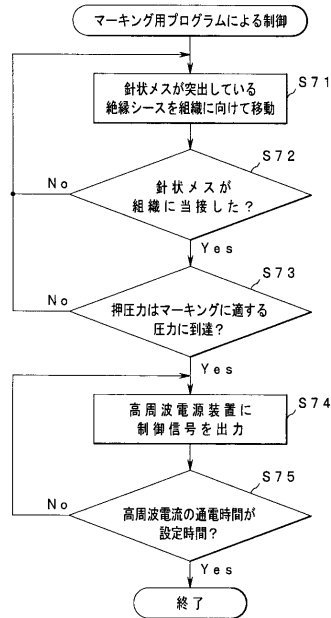 マーキング用プログラムによる制御
S71
針状メスが突出している
絶縁シースを組織に向けて移動
S72
No
針状メスが
組織に当接した?
Yes
S73
No
押圧力はマーキングに適する
圧力に到達?
Yes
S74
高周波電源装置に
制御信号を出力
S75
No
高周波電流の通電時間が
設定時間?
Yes
終了